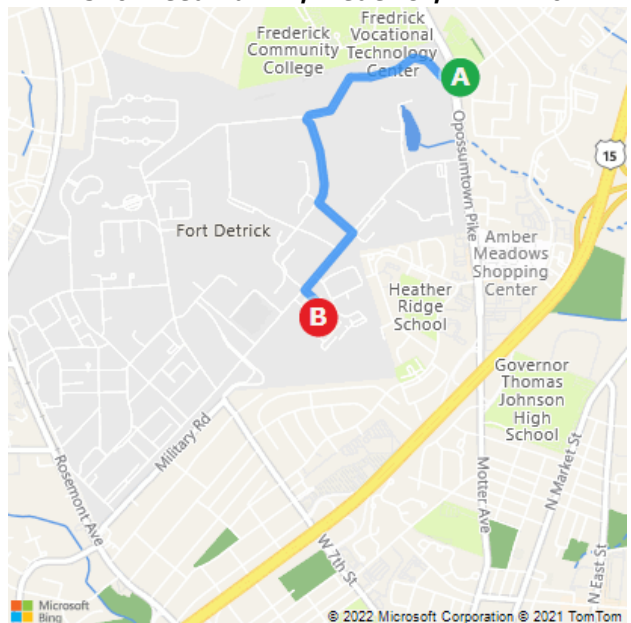 Frederick
Community
College
Fredrick
Vocational
Technology
Center
A
Opossumtown Pike
15
Fort Detrick
Amber
Meadows
Shopping
Center
Heather
Ridge
School
B
Governor
Thomas
Johnson
High
School
Military Rd
Rosemont Ave
Motter Ave
N Market St
W 7th St
N East St
Microsoft
Bing
© 2022 Microsoft Corporation © 2021 TomTom